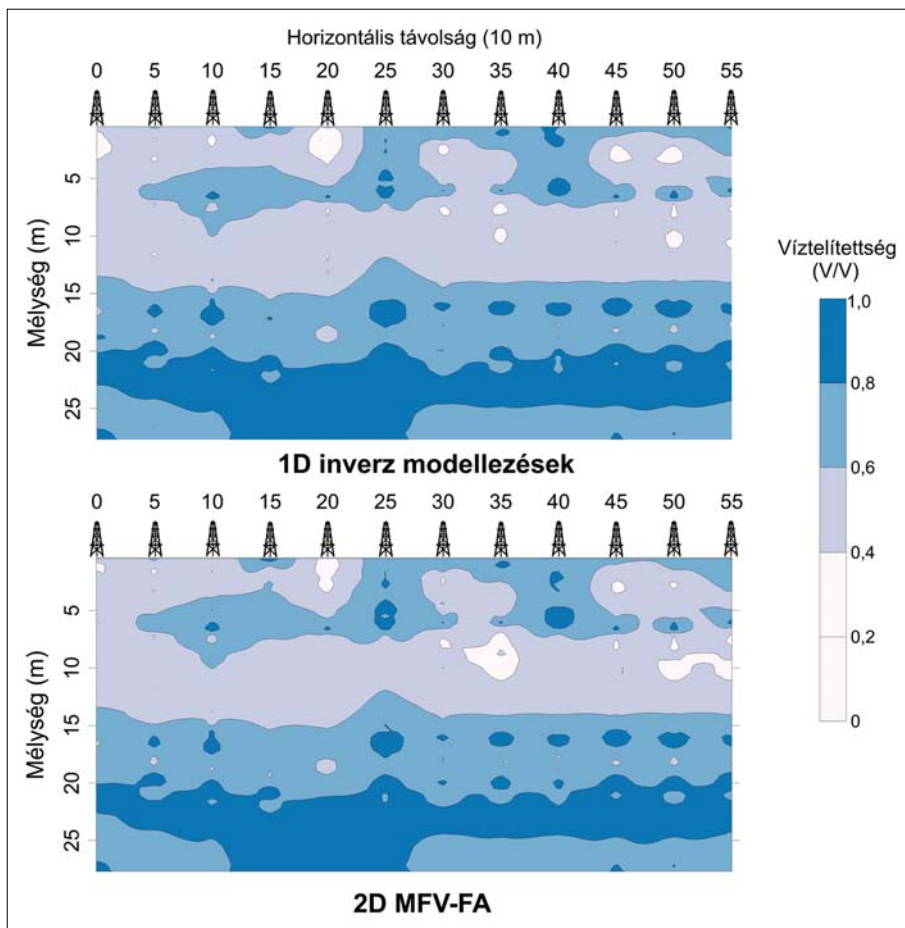 Horizontális távolság (10 m)
0 5 10 15 20 25 30 35 40 45 50 55
Mélység (m)
5
10
15
20
25
1D inverz modellezések
0 5 10 15 20 25 30 35 40 45 50 55
Mélység (m)
5
10
15
20
25
2D MFV-FA
Víztelítettség
(V/V)
1,0
0,8
0,6
0,4
0,2
0